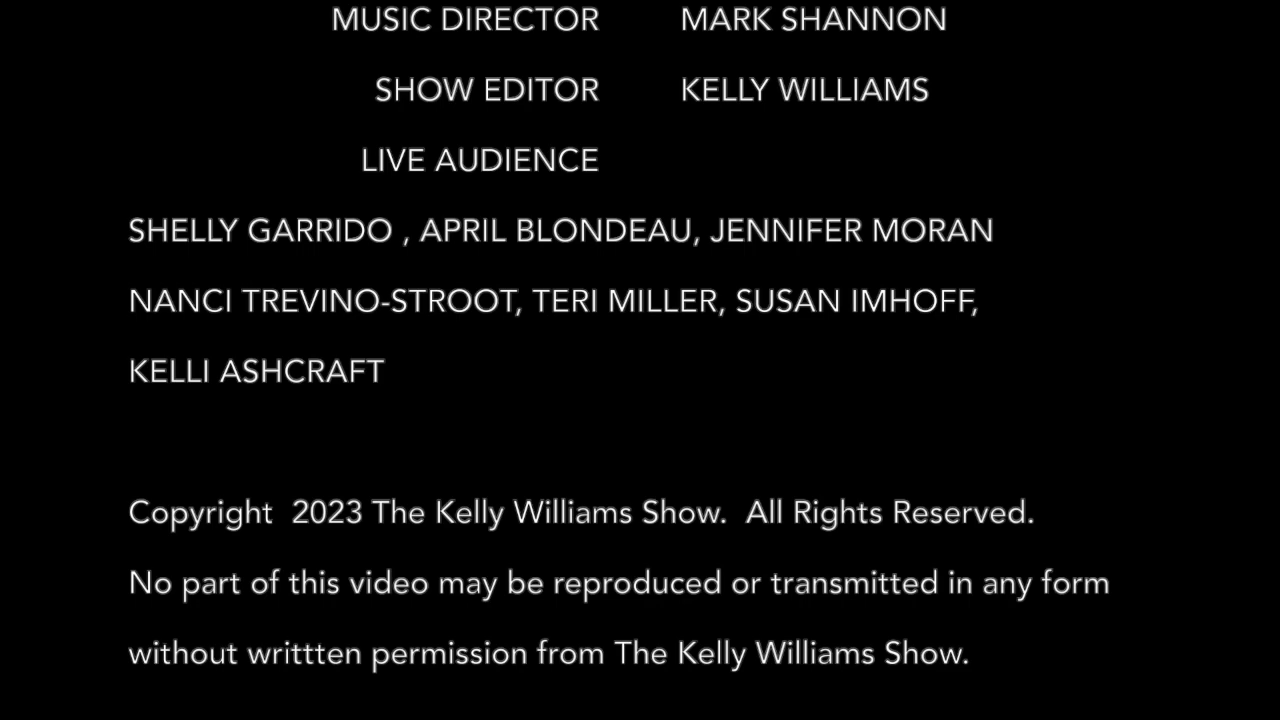 MUSIC DIRECTOR MARK SHANNON
SHOW EDITOR KELLY WILLIAMS
LIVE AUDIENCE
SHELLY GARRIDO , APRIL BLONDEAU, JENNIFER MORAN
NANCI TREVINO-STROOT, TERI MILLER, SUSAN IMHOFF,
KELLI ASHCRAFT
Copyright  2023 The Kelly Williams Show.  All Rights Reserved.
No part of this video may be reproduced or transmitted in any form
without writtten permission from The Kelly Williams Show.